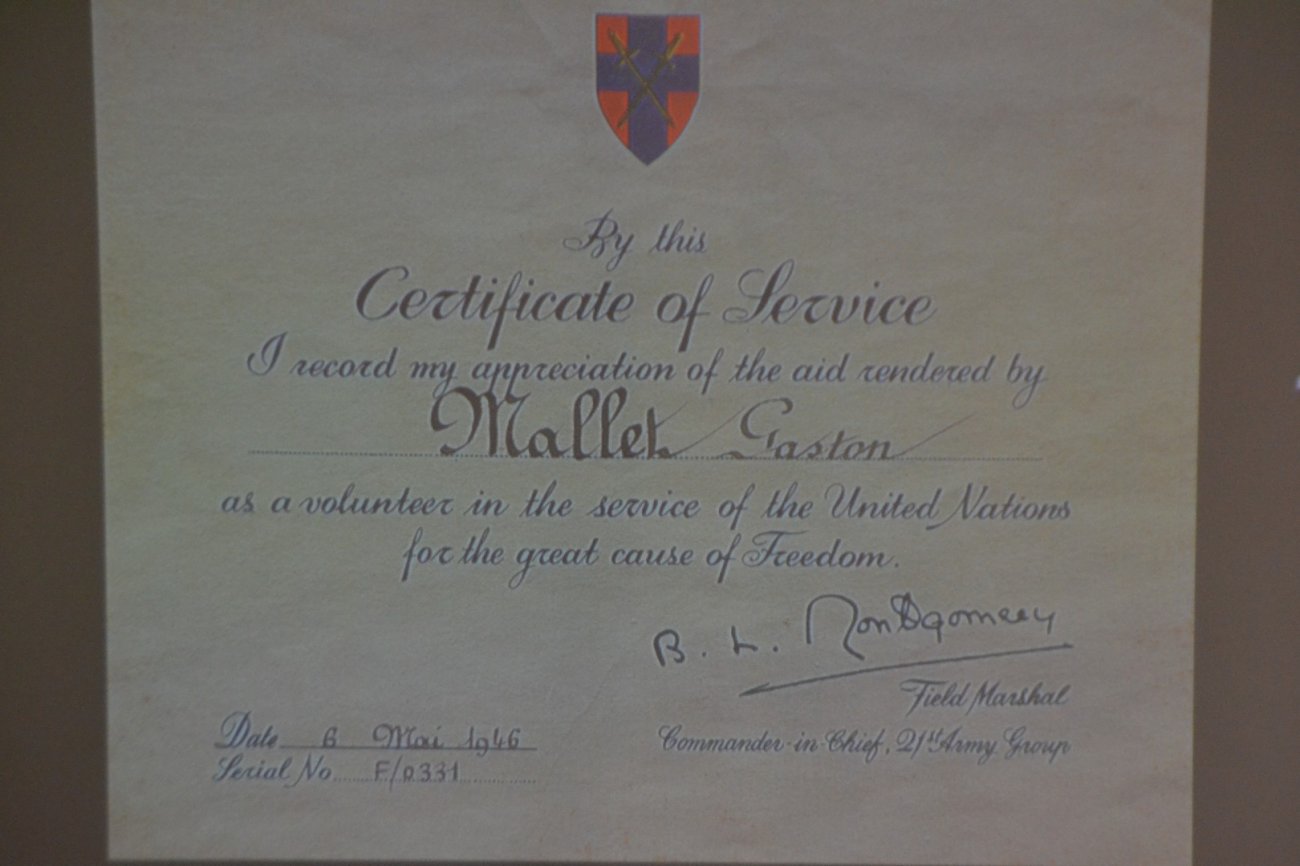 By this
Certificate of Service
I record my appreciation of the aid rendered by
Mallet Gaston
as a volunteer in the service of the United Nations
for the great cause of Freedom.
B. L. Montgomery
Field Marshal
Commander-in-Chief, 21st Army Group
Date 6 Mai 1946
Serial No. F/0331